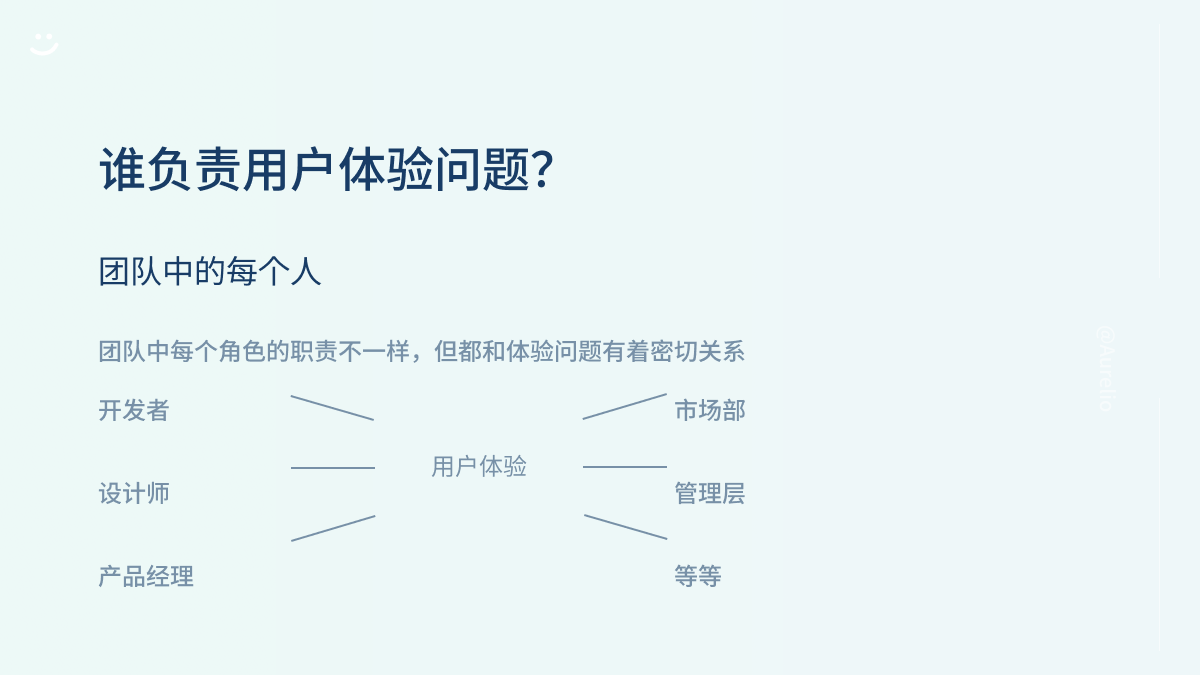 谁负责用户体验问题？
团队中的每个人
团队中每个角色的职责不一样，但都和体验问题有着密切关系
开发者
市场部
用户体验
设计师
管理层
产品经理
等等
@Aurello